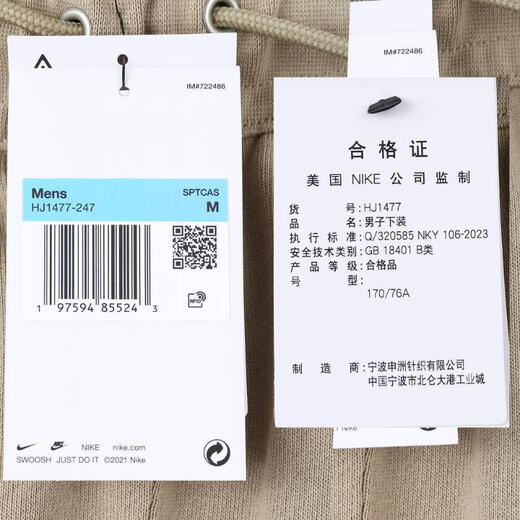 IM#722486
Mens
SPTCAS
HJ1477-247
M
RFID
1 97594 85524 3
NIKE
nike.com
SWOOSH JUST DO IT ©2021 Nike
IM#722486
合格证
美国 NIKE 公司监制
货号:HJ1477
品名:男子下装
执行标准:Q/320585 NKY 106-2023
安全技术类别:GB 18401 B类
产品等级:合格品
号型:
170/76A
制造商:宁波申洲针织有限公司
中国宁波市北仑大港工业城
Nike